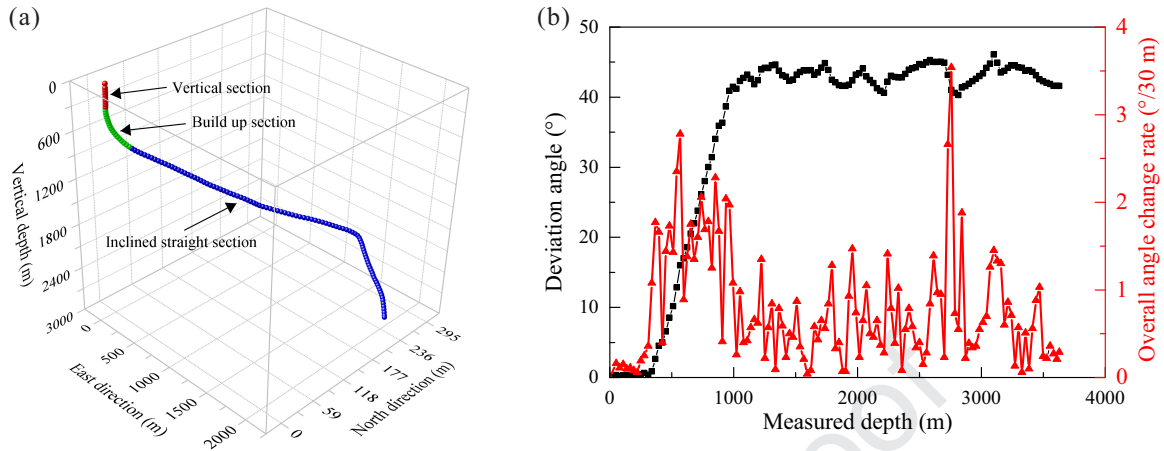 (a)
Vertical section
Build up section
Inclined straight section
Vertical depth (m)
0
600
1200
1800
2400
3000
East direction (m)
0
500
1000
1500
2000
North direction (m)
0
59
118
177
236
295
(b)
Deviation angle (°)
50
40
30
20
10
0
Overall angle change rate (°/30 m)
4
3
2
1
0
0 1000 2000 3000 4000
Measured depth (m)